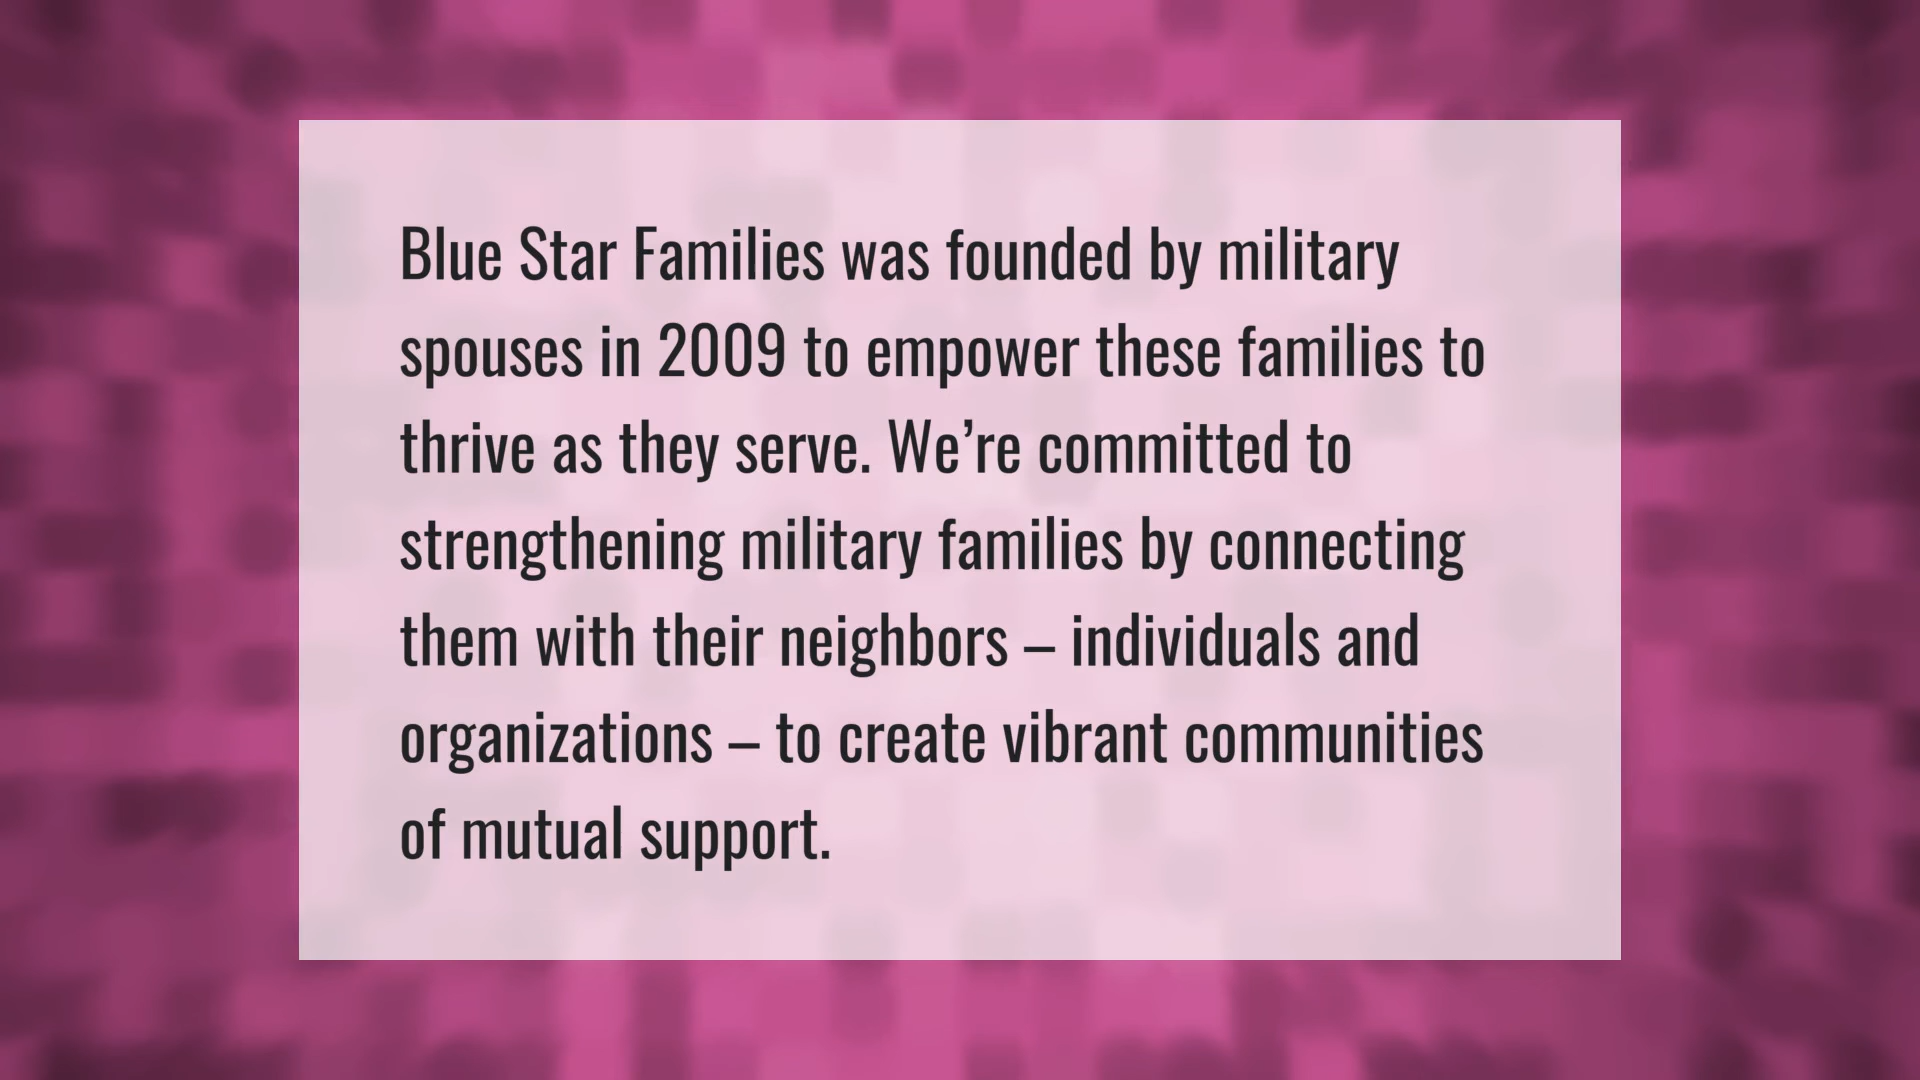 Blue Star Families was founded by military
spouses in 2009 to empower these families to
thrive as they serve. We’re committed to
strengthening military families by connecting
them with their neighbors – individuals and
organizations – to create vibrant communities
of mutual support.